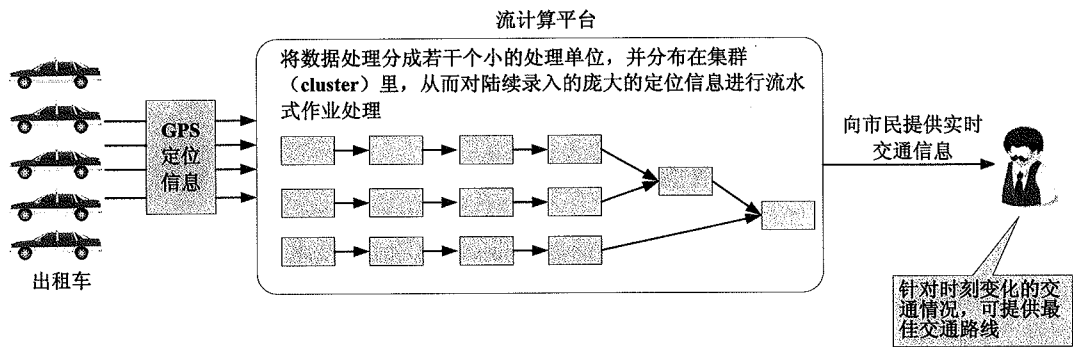 流计算平台
将数据处理分成若干个小的处理单位，并分布在集群
（cluster）里，从而对陆续录入的庞大的定位信息进行流水
式作业处理
GPS
定位
信息
出租车
向市民提供实时
交通信息
针对时刻变化的交
通情况，可提供最
佳交通路线